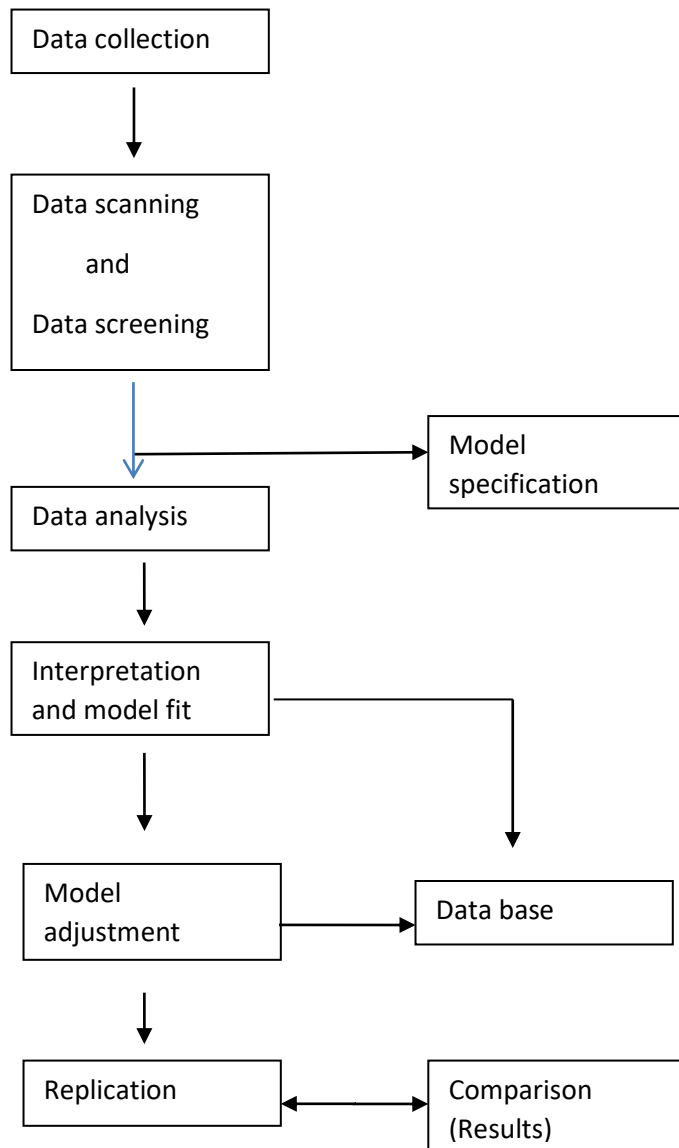 Data collection
Data scanning
and
Data screening
Model
specification
Data analysis
Interpretation
and model fit
Model
adjustment
Data base
Replication
Comparison
(Results)